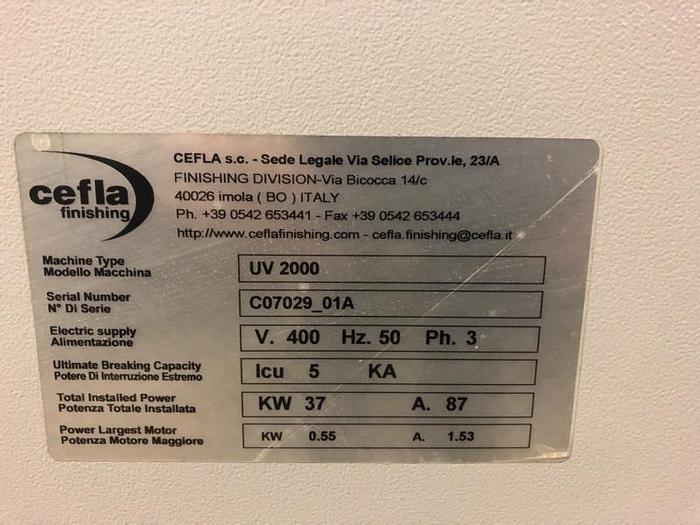 cefla
finishing
CEFLA s.c. - Sede Legale Via Selice Prov.le, 23/A
FINISHING DIVISION-Via Bicocca 14/c
40026 imola ( BO ) ITALY
Ph. +39 0542 653441 - Fax +39 0542 653444
http://www.ceflafinishing.com - cefla.finishing@cefla.it
Machine Type
Modello Macchina
UV 2000
Serial Number
N° Di Serie
C07029_01A
Electric supply
Alimentazione
V. 400 Hz. 50 Ph. 3
Ultimate Breaking Capacity
Potere Di Interruzione Estremo
Icu 5 KA
Total Installed Power
Potenza Totale Installata
KW 37 A. 87
Power Largest Motor
Potenza Motore Maggiore
KW 0.55 A. 1.53